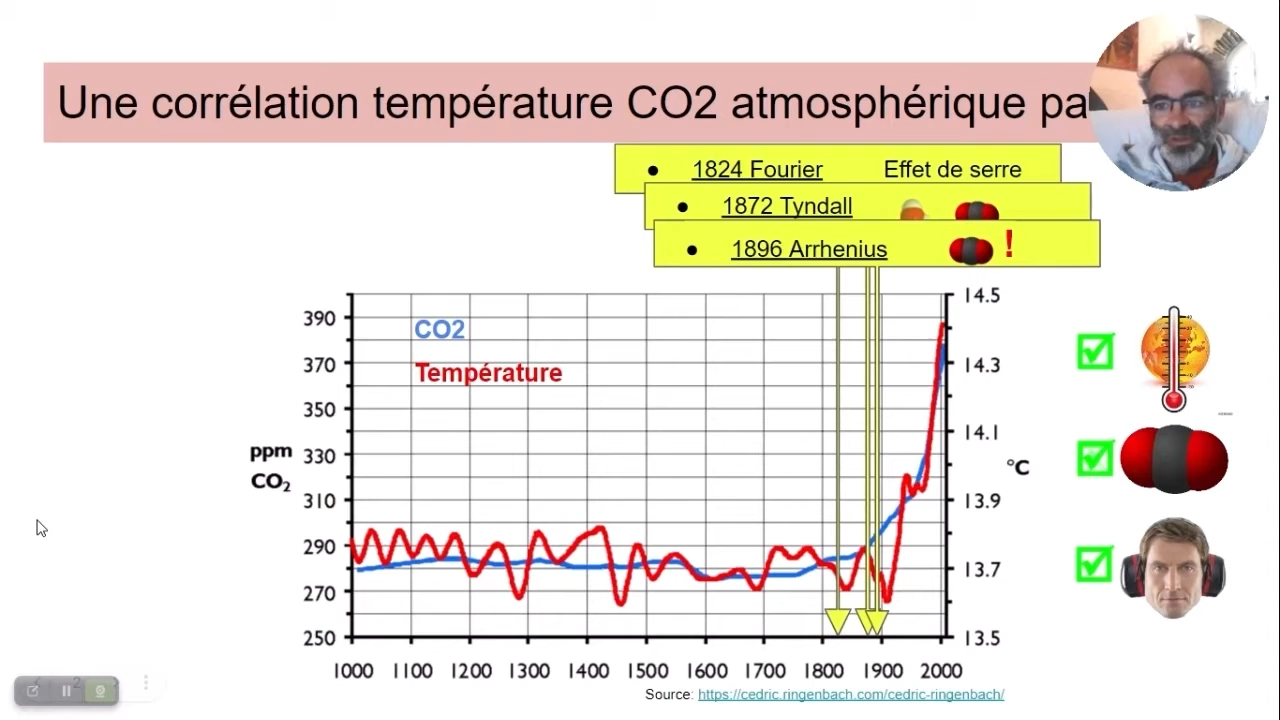 Une corrélation température CO2 atmosphérique pa
● 1824 Fourier Effet de serre
● 1872 Tyndall
● 1896 Arrhenius !
CO2
Température
ppm
CO₂
390
370
350
330
310
290
270
250
14.5
14.3
14.1
13.9
13.7
13.5
°C
1000 1100 1200 1300 1400 1500 1600 1700 1800 1900 2000
Source: https://cedric.ringenbach.com/cedric-ringenbach/
2